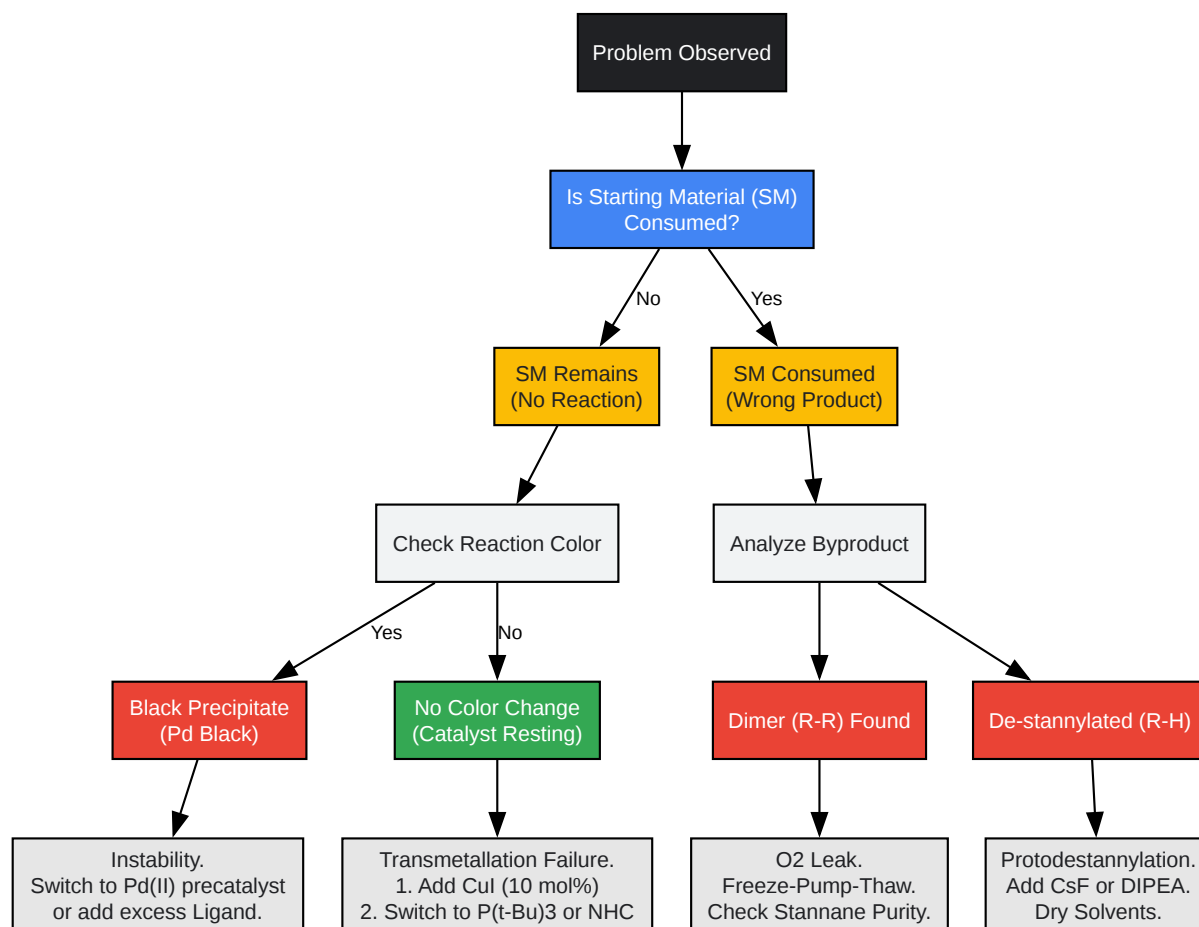 Problem Observed
Is Starting Material (SM)
Consumed?
No
Yes
SM Remains
(No Reaction)
SM Consumed
(Wrong Product)
Check Reaction Color
Analyze Byproduct
Yes
No
Black Precipitate
(Pd Black)
No Color Change
(Catalyst Resting)
Dimer (R-R) Found
De-stannylated (R-H)
Instability.
Switch to Pd(II) precatalyst
or add excess Ligand.
Transmetallation Failure.
1. Add CuI (10 mol%)
2. Switch to P(t-Bu)3 or NHC
O2 Leak.
Freeze-Pump-Thaw.
Check Stannane Purity.
Protodestannylation.
Add CsF or DIPEA.
Dry Solvents.